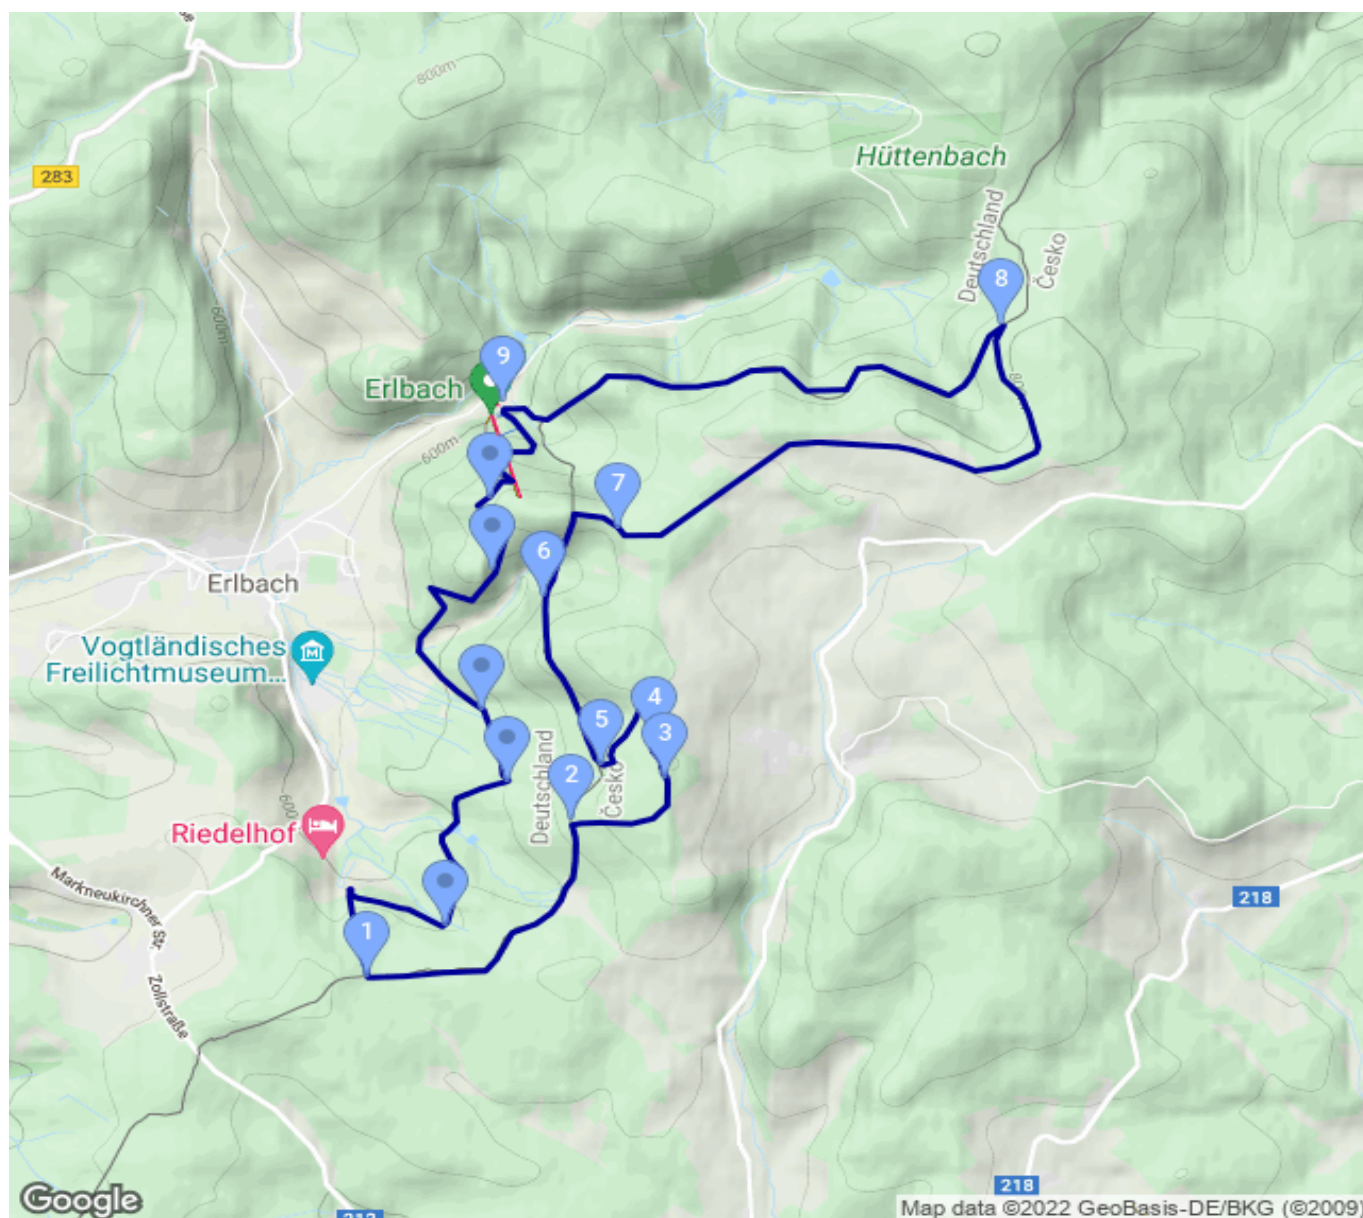 800m
283
Hüttenbach
600m
Deutschland
Česko
8
9
Erlbach
600m
7
6
Erlbach
Vogtländisches
Freilichtmuseum...
4
5
3
Deutschland
Česko
2
600
Riedelhof
Markneukirchner Str.
218
1
Zollstraße
218
Google
Map data ©2022 GeoBasis-DE/BKG (©2009)